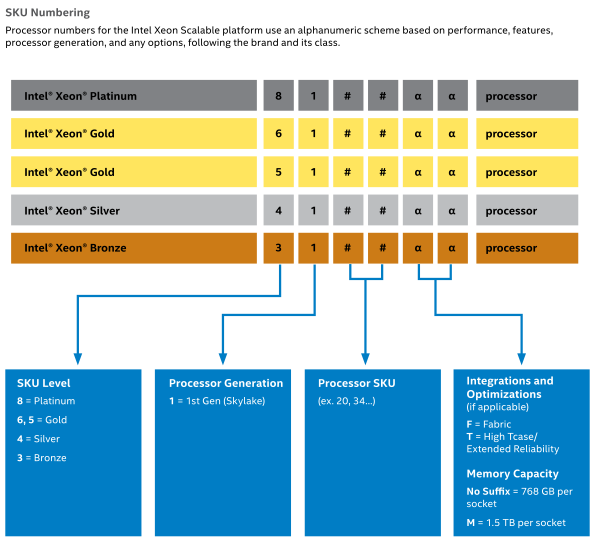 SKU Numbering
Processor numbers for the Intel Xeon Scalable platform use an alphanumeric scheme based on performance, features,
processor generation, and any options, following the brand and its class.
Intel® Xeon® Platinum 8 1 # # α α processor
Intel® Xeon® Gold 6 1 # # α α processor
Intel® Xeon® Gold 5 1 # # α α processor
Intel® Xeon® Silver 4 1 # # α α processor
Intel® Xeon® Bronze 3 1 # # α α processor
SKU Level
8 = Platinum
6, 5 = Gold
4 = Silver
3 = Bronze
Processor Generation
1 = 1st Gen (Skylake)
Processor SKU
(ex. 20, 34...)
Integrations and
Optimizations
(if applicable)
F = Fabric
T = High Tcase/
Extended Reliability
Memory Capacity
No Suffix = 768 GB per
socket
M = 1.5 TB per socket